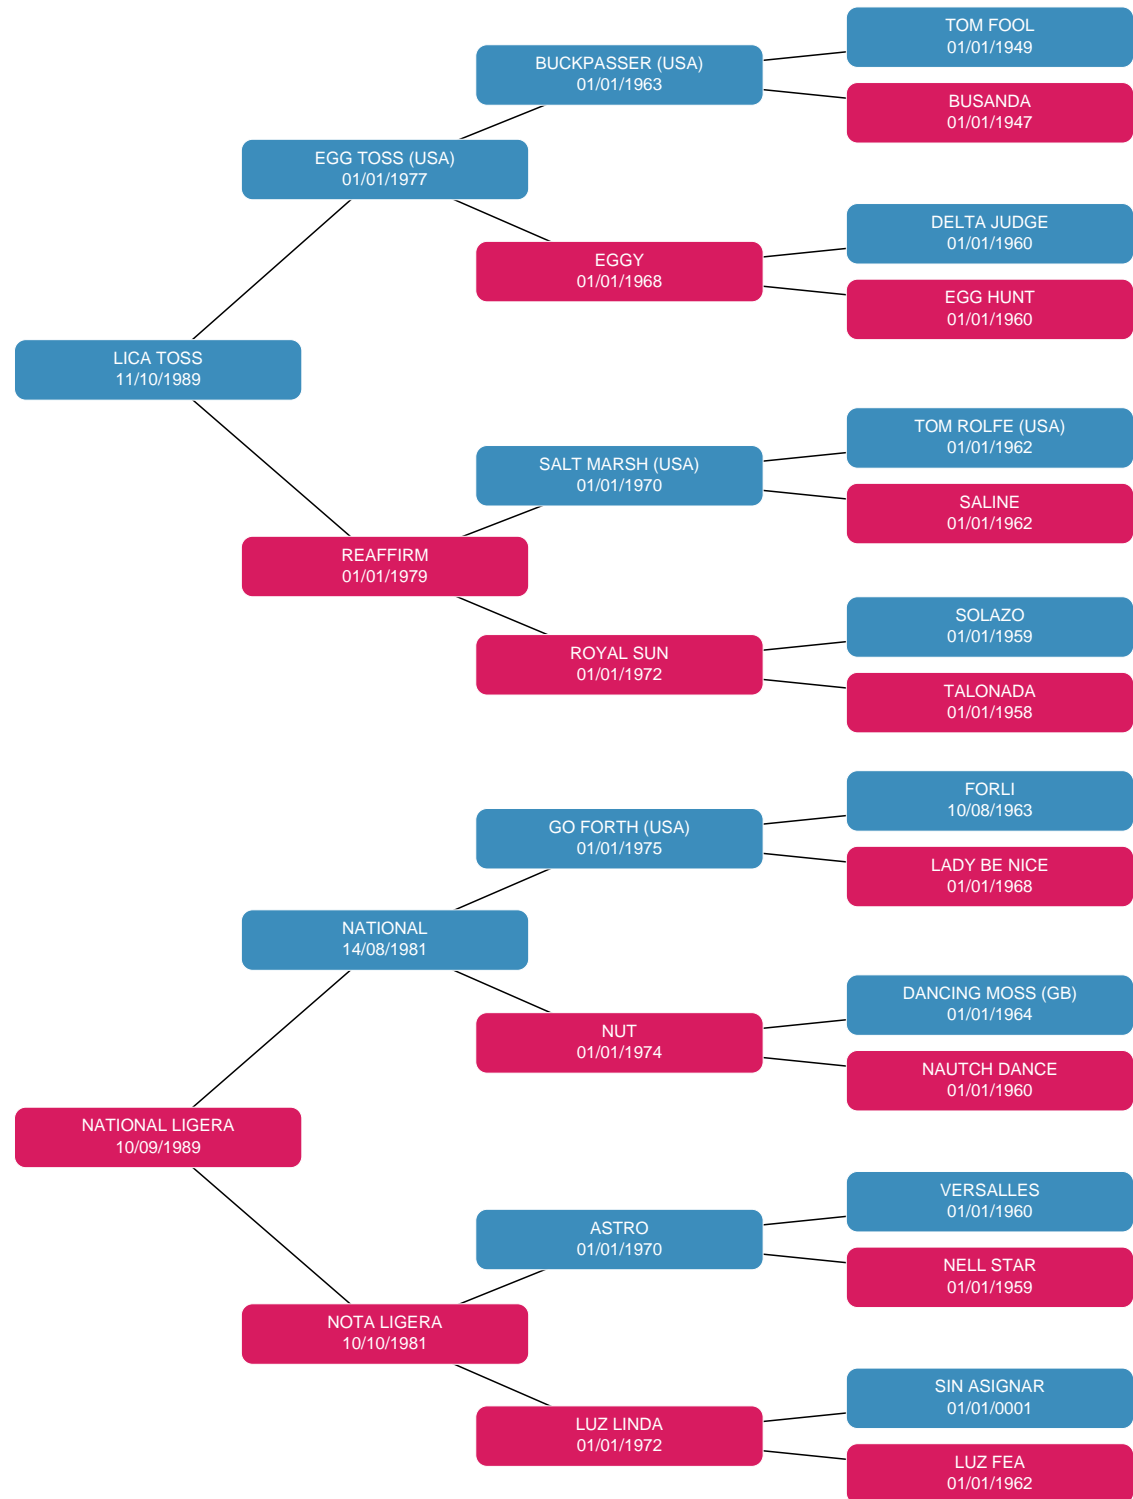 TOM FOOL
01/01/1949
BUCKPASSER (USA)
01/01/1963
BUSANDA
01/01/1947
EGG TOSS (USA)
01/01/1977
DELTA JUDGE
01/01/1960
EGGY
01/01/1968
EGG HUNT
01/01/1960
LICA TOSS
11/10/1989
TOM ROLFE (USA)
01/01/1962
SALT MARSH (USA)
01/01/1970
SALINE
01/01/1962
REAFFIRM
01/01/1979
SOLAZO
01/01/1959
ROYAL SUN
01/01/1972
TALONADA
01/01/1958
FORLI
10/08/1963
GO FORTH (USA)
01/01/1975
LADY BE NICE
01/01/1968
NATIONAL
14/08/1981
DANCING MOSS (GB)
01/01/1964
NUT
01/01/1974
NAUTCH DANCE
01/01/1960
NATIONAL LIGERA
10/09/1989
VERSALLES
01/01/1960
ASTRO
01/01/1970
NELL STAR
01/01/1959
NOTA LIGERA
10/10/1981
SIN ASIGNAR
01/01/0001
LUZ LINDA
01/01/1972
LUZ FEA
01/01/1962